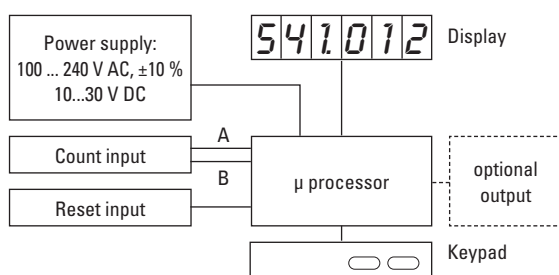 Power supply:
100 ... 240 V AC, ±10 %
10...30 V DC
541.012
Display
Count input
A
B
µ processor
optional
output
Reset input
Keypad